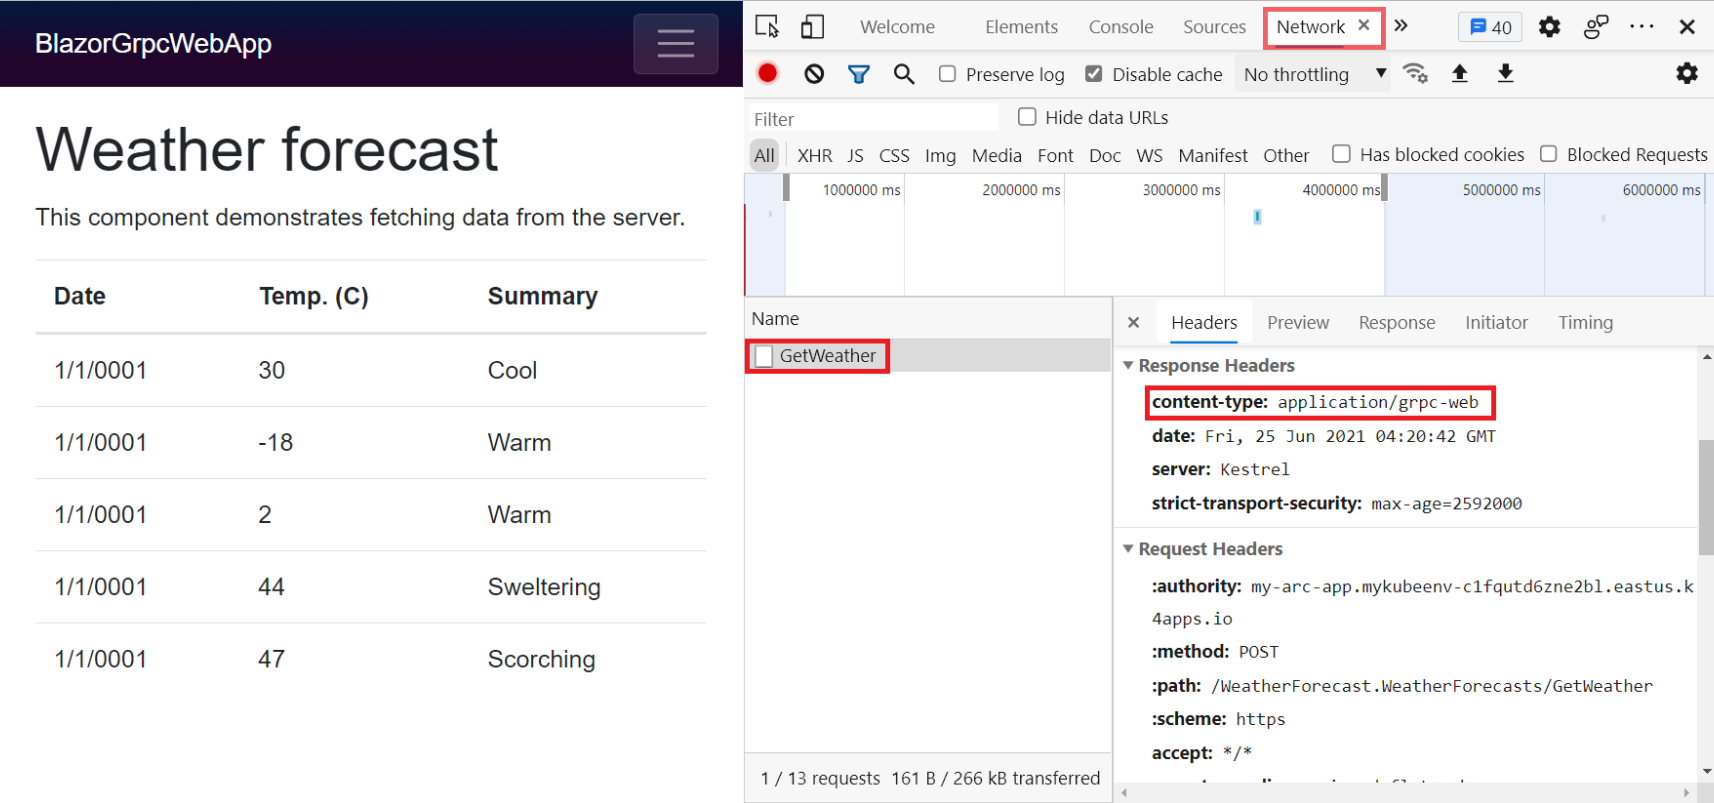 BlazorGrpcWebApp
Weather forecast
This component demonstrates fetching data from the server.
Date Temp. (C) Summary
1/1/0001 30 Cool
1/1/0001 -18 Warm
1/1/0001 2 Warm
1/1/0001 44 Sweltering
1/1/0001 47 Scorching
Welcome Elements Console Sources Network 40
Preserve log Disable cache No throttling
Filter Hide data URLs
All XHR JS CSS Img Media Font Doc WS Manifest Other Has blocked cookies Blocked Requests
1000000 ms 2000000 ms 3000000 ms 4000000 ms 5000000 ms 6000000 ms
Name
GetWeather
1 / 13 requests 161 B / 266 kB transferred
Headers Preview Response Initiator Timing
Response Headers
content-type: application/grpc-web
date: Fri, 25 Jun 2021 04:20:42 GMT
server: Kestrel
strict-transport-security: max-age=2592000
Request Headers
:authority: my-arc-app.mykubeenv-c1fqutd6zne2bl.eastus.k
4apps.io
:method: POST
:path: /WeatherForecast.WeatherForecasts/GetWeather
:scheme: https
accept: */*